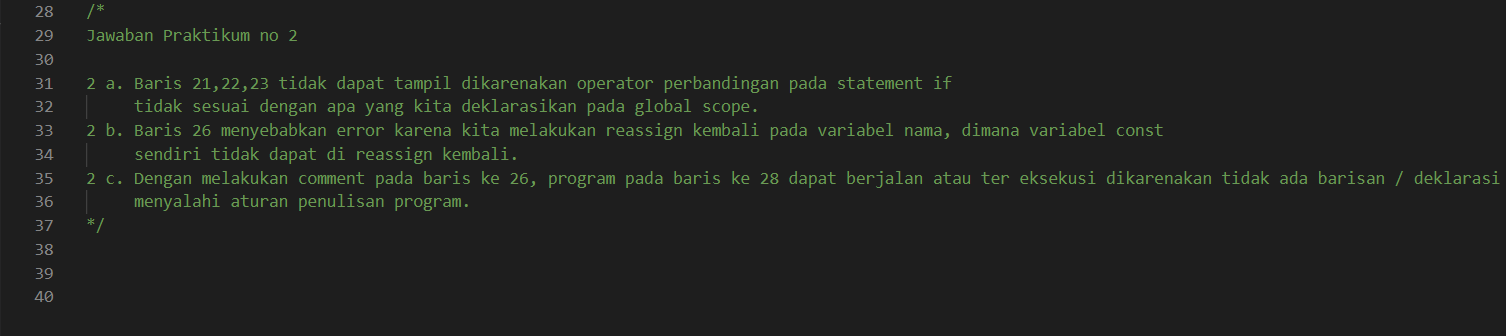 28 /*
29 Jawaban Praktikum no 2
30
31 2 a. Baris 21,22,23 tidak dapat tampil dikarenakan operator perbandingan pada statement if
32 tidak sesuai dengan apa yang kita deklarasikan pada global scope.
33 2 b. Baris 26 menyebabkan error karena kita melakukan reassign kembali pada variabel nama, dimana variabel const
34 sendiri tidak dapat di reassign kembali.
35 2 c. Dengan melakukan comment pada baris ke 26, program pada baris ke 28 dapat berjalan atau ter eksekusi dikarenakan tidak ada barisan / deklarasi
36 menyalahi aturan penulisan program.
37 */
38
39
40